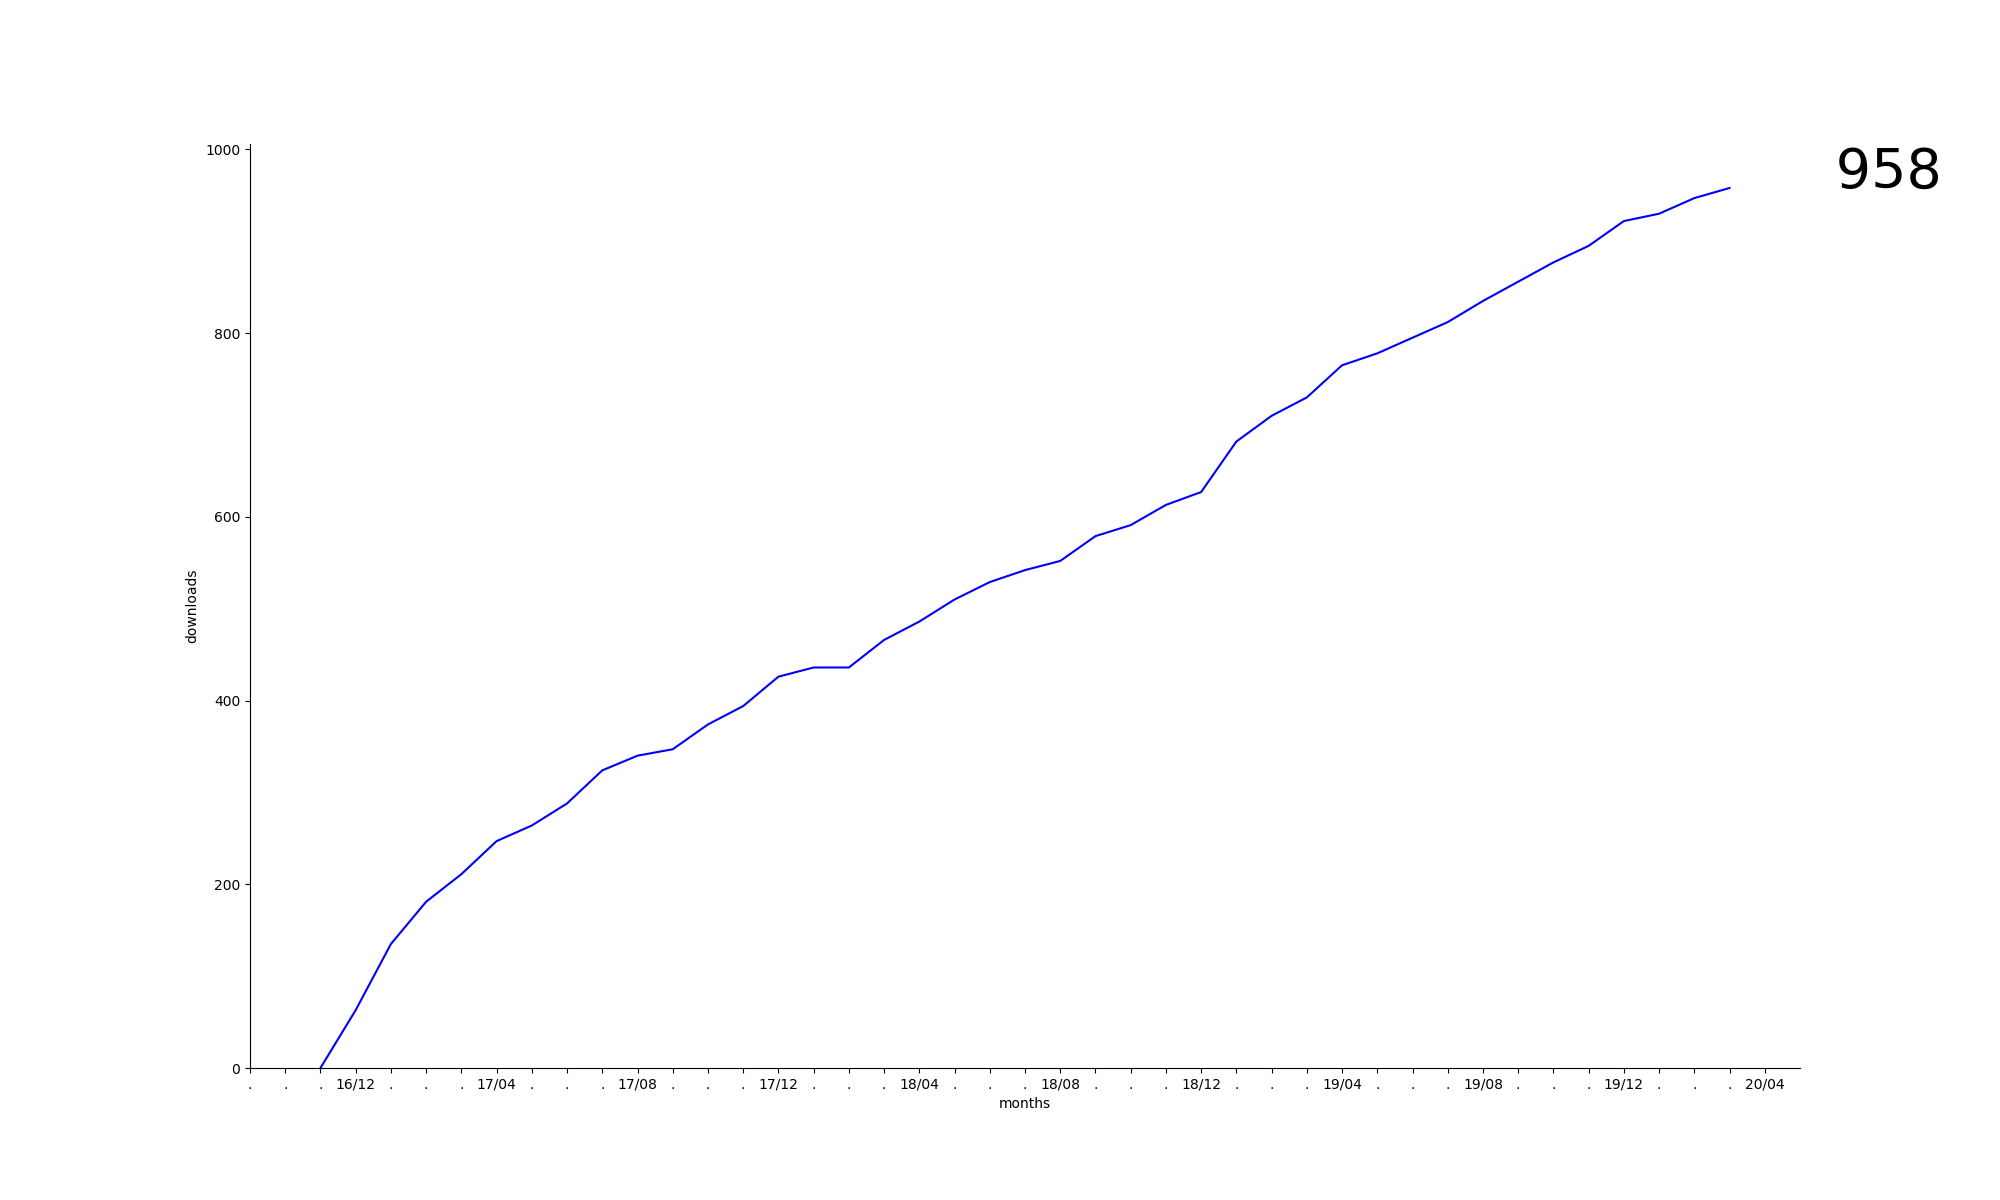 958
1000
800
600
400
200
0
downloads
. . . 16/12 . . . 17/04 . . . 17/08 . . . 17/12 . . . 18/04 . . . 18/08 . . . 18/12 . . . 19/04 . . . 19/08 . . . 19/12 . . . 20/04
months